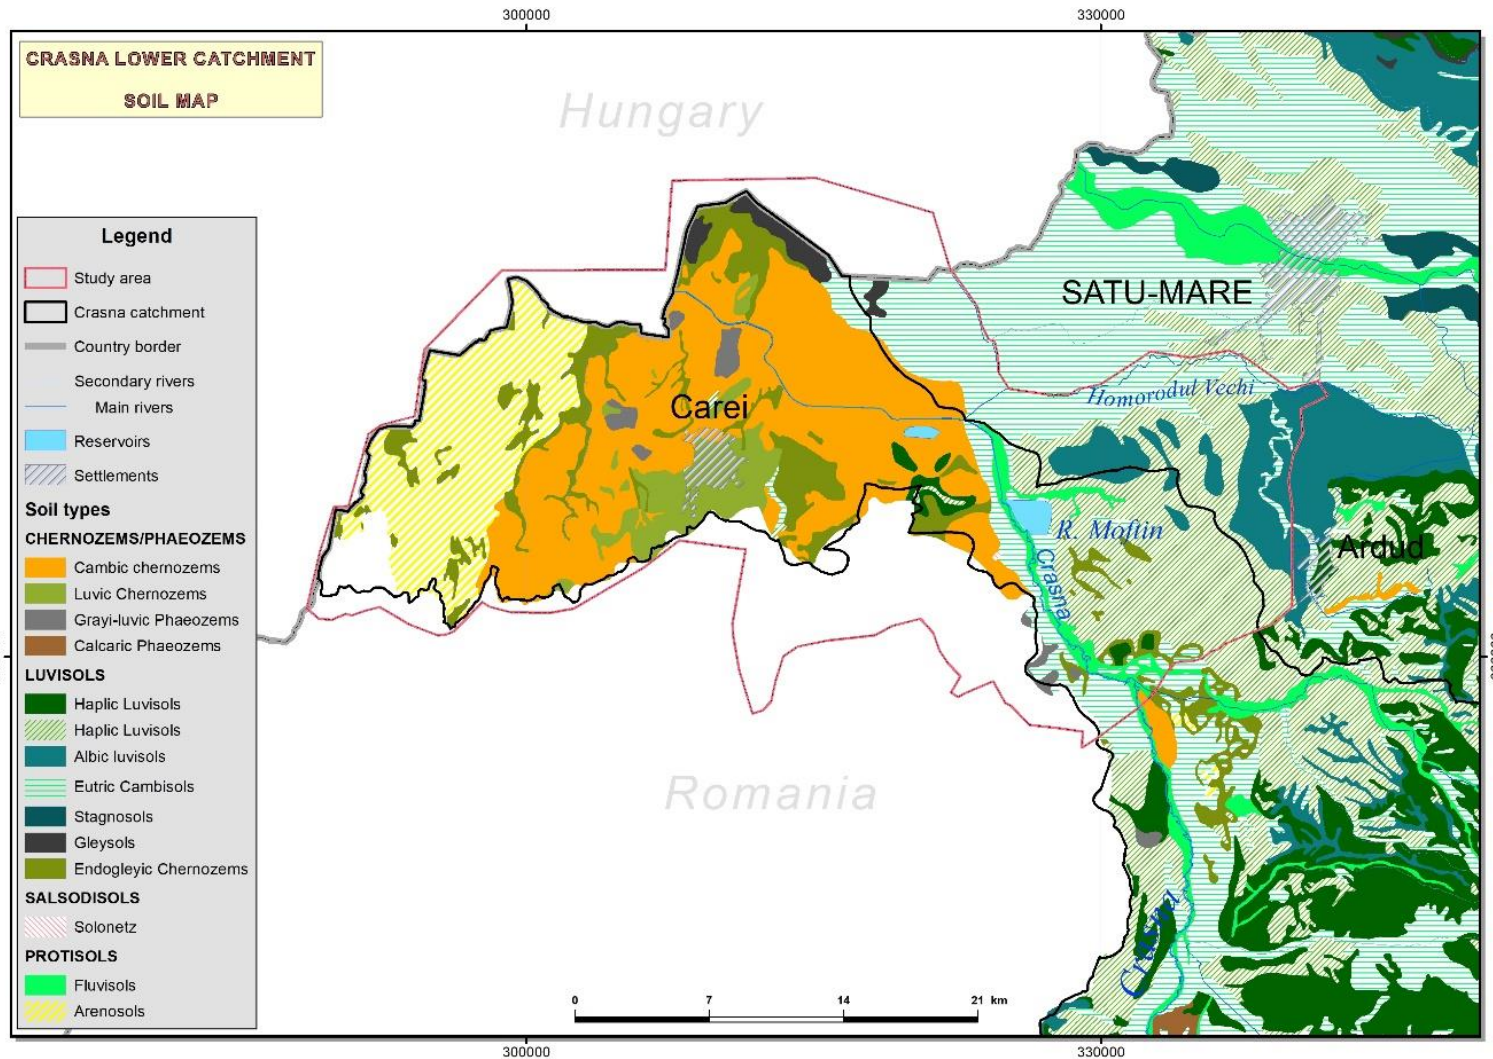 300000
330000
CRASNA LOWER CATCHMENT
SOIL MAP
Hungary
Legend
Study area
Crasna catchment
Country border
Secondary rivers
Main rivers
Reservoirs
Settlements
Soil types
CHERNOZEMS/PHAEOZEMS
Cambic chernozems
Luvic Chernozems
Grayi-luvic Phaeozems
Calcaric Phaeozems
LUVISOLS
Haplic Luvisols
Haplic Luvisols
Albic luvisols
Eutric Cambisols
Stagnosols
Gleysols
Endogleyic Chernozems
SALSODISOLS
Solonetz
PROTISOLS
Fluvisols
Arenosols
SATU-MARE
Homorodul Vechi
Carei
R. Moftin
Ardud
Crasna
Romania
Crasna
0 7 14 21 km
300000
330000